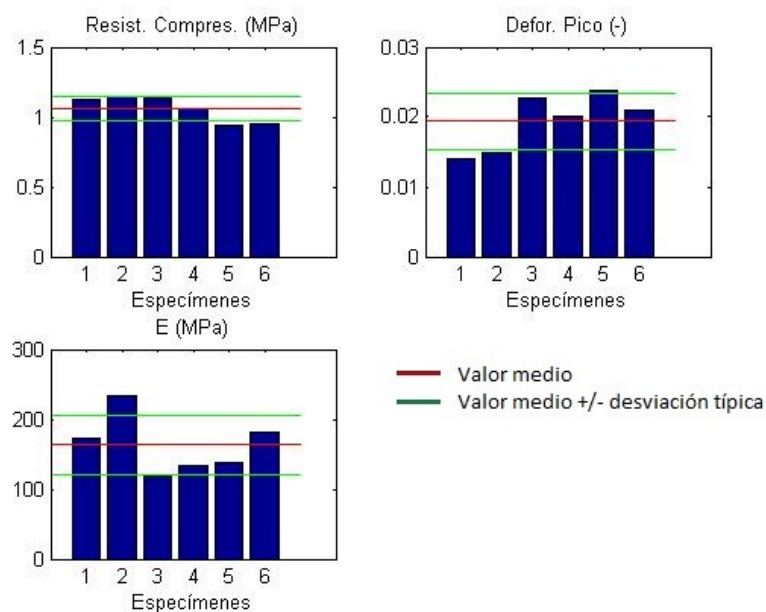 Resist. Compres. (MPa)
1.5
1
0.5
0
1 2 3 4 5 6
Especímenes
Defor. Pico (-)
0.03
0.02
0.01
0.00
1 2 3 4 5 6
Especímenes
E (MPa)
300
200
100
0
1 2 3 4 5 6
Especímenes
Valor medio
Valor medio +/- desviación típica